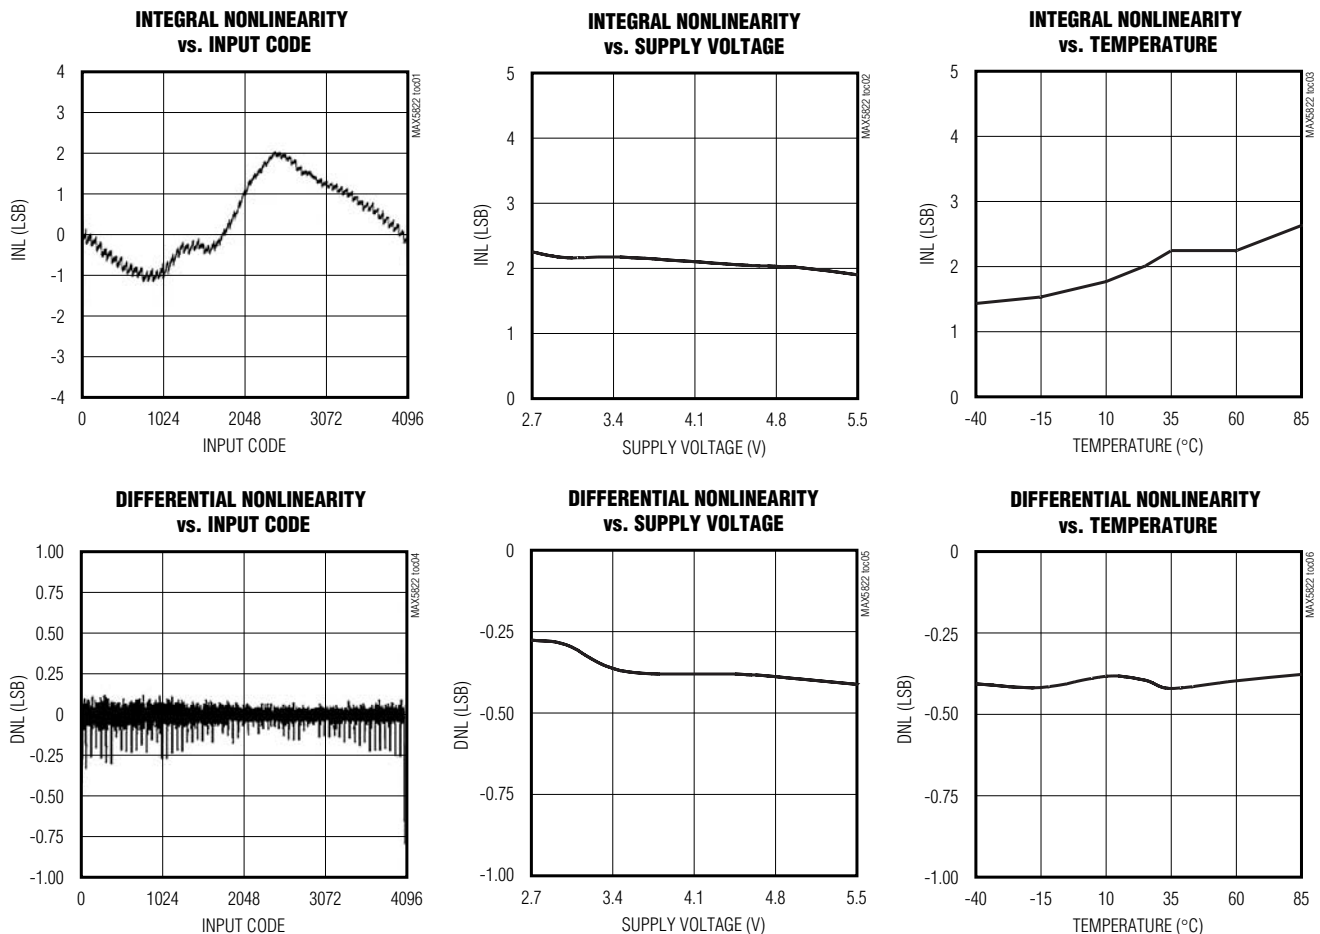 INTEGRAL NONLINEARITY
vs. INPUT CODE
4
3
2
1
0
-1
-2
-3
-4
INL (LSB)
0 1024 2048 3072 4096
INPUT CODE
MAX5822 toc01
INTEGRAL NONLINEARITY
vs. SUPPLY VOLTAGE
5
4
3
2
1
0
INL (LSB)
2.7 3.4 4.1 4.8 5.5
SUPPLY VOLTAGE (V)
MAX5822 toc02
INTEGRAL NONLINEARITY
vs. TEMPERATURE
5
4
3
2
1
0
INL (LSB)
-40 -15 10 35 60 85
TEMPERATURE (°C)
MAX5822 toc03
DIFFERENTIAL NONLINEARITY
vs. INPUT CODE
1.00
0.75
0.50
0.25
0
-0.25
-0.50
-0.75
-1.00
DNL (LSB)
0 1024 2048 3072 4096
INPUT CODE
MAX5822 toc04
DIFFERENTIAL NONLINEARITY
vs. SUPPLY VOLTAGE
0
-0.25
-0.50
-0.75
-1.00
DNL (LSB)
2.7 3.4 4.1 4.8 5.5
SUPPLY VOLTAGE (V)
MAX5822 toc05
DIFFERENTIAL NONLINEARITY
vs. TEMPERATURE
0
-0.25
-0.50
-0.75
-1.00
DNL (LSB)
-40 -15 10 35 60 85
TEMPERATURE (°C)
MAX5822 toc06